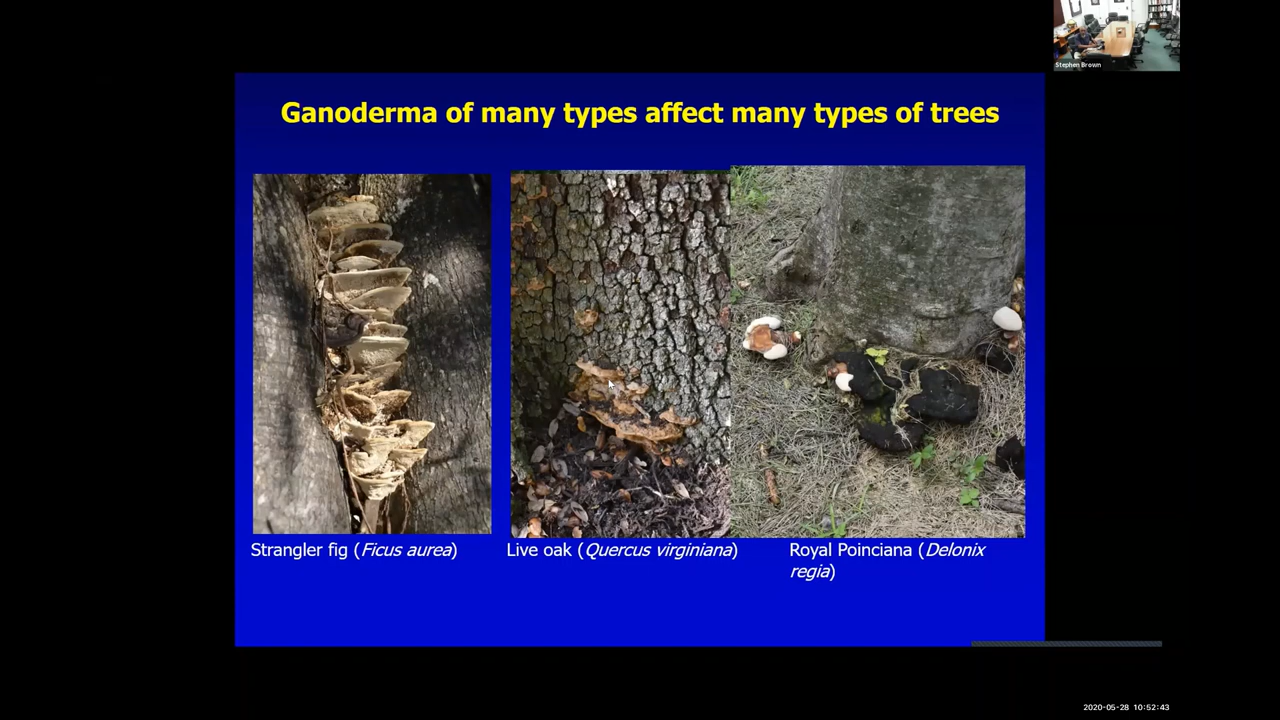 Stephen Brown
Ganoderma of many types affect many types of trees
Strangler fig (Ficus aurea)
Live oak (Quercus virginiana)
Royal Poinciana (Delonix
regia)
2020-05-28 10:52:43